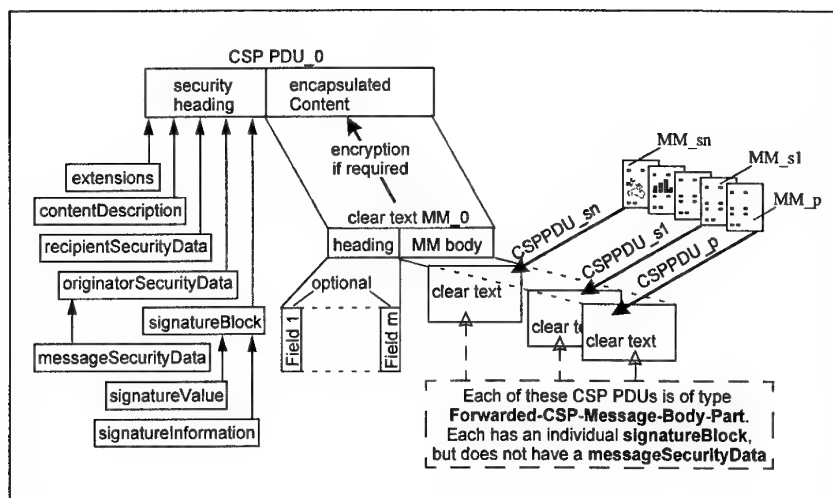 CSP PDU_0
security
heading
encapsulated
Content
MM_sn
MM_s1
MM_p
encryption
if required
extensions
contentDescription
recipientSecurityData
originatorSecurityData
signatureBlock
messageSecurityData
signatureValue
signatureInformation
clear text MM_0
heading
MM body
optional
Field 1
Field m
CSPPDU_sn
CSPPDU_s1
CSPPDU_p
clear text
clear te
clear text
Each of these CSP PDUs is of type
Forwarded-CSP-Message-Body-Part.
Each has an individual signatureBlock,
but does not have a messageSecurityData